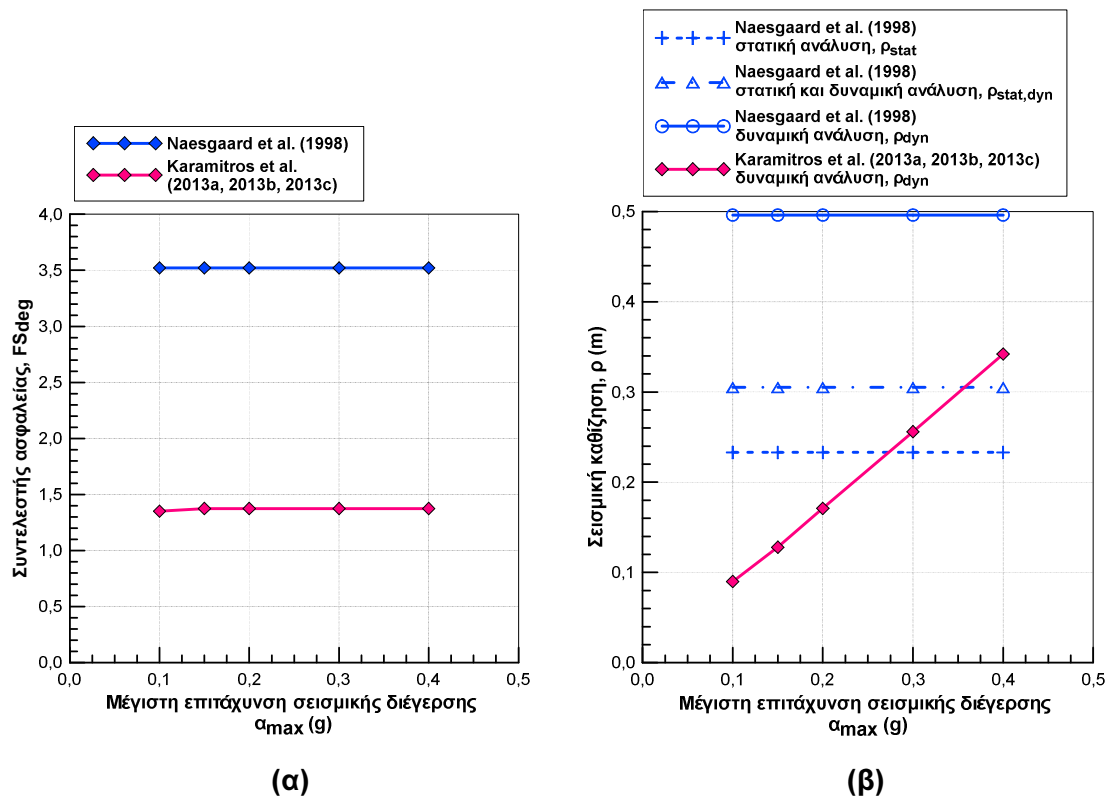 Naesgaard et al. (1998)
Karamitros et al.
(2013a, 2013b, 2013c)
4,0
3,5
3,0
2,5
2,0
1,5
1,0
0,5
0,0
Συντελεστής ασφαλείας, FSdeg
0,0
0,1
0,2
0,3
0,4
0,5
Μέγιστη επιτάχυνση σεισμικής διέγερσης
αmax (g)
(α)
Naesgaard et al. (1998)
στατική ανάλυση, ρstat
Naesgaard et al. (1998)
στατική και δυναμική ανάλυση, ρstat,dyn
Naesgaard et al. (1998)
δυναμική ανάλυση, ρdyn
Karamitros et al. (2013a, 2013b, 2013c)
δυναμική ανάλυση, ρdyn
0,5
0,4
0,3
0,2
0,1
0,0
Σεισμική καθίζηση, ρ (m)
0,0
0,1
0,2
0,3
0,4
0,5
Μέγιστη επιτάχυνση σεισμικής διέγερσης
αmax (g)
(β)